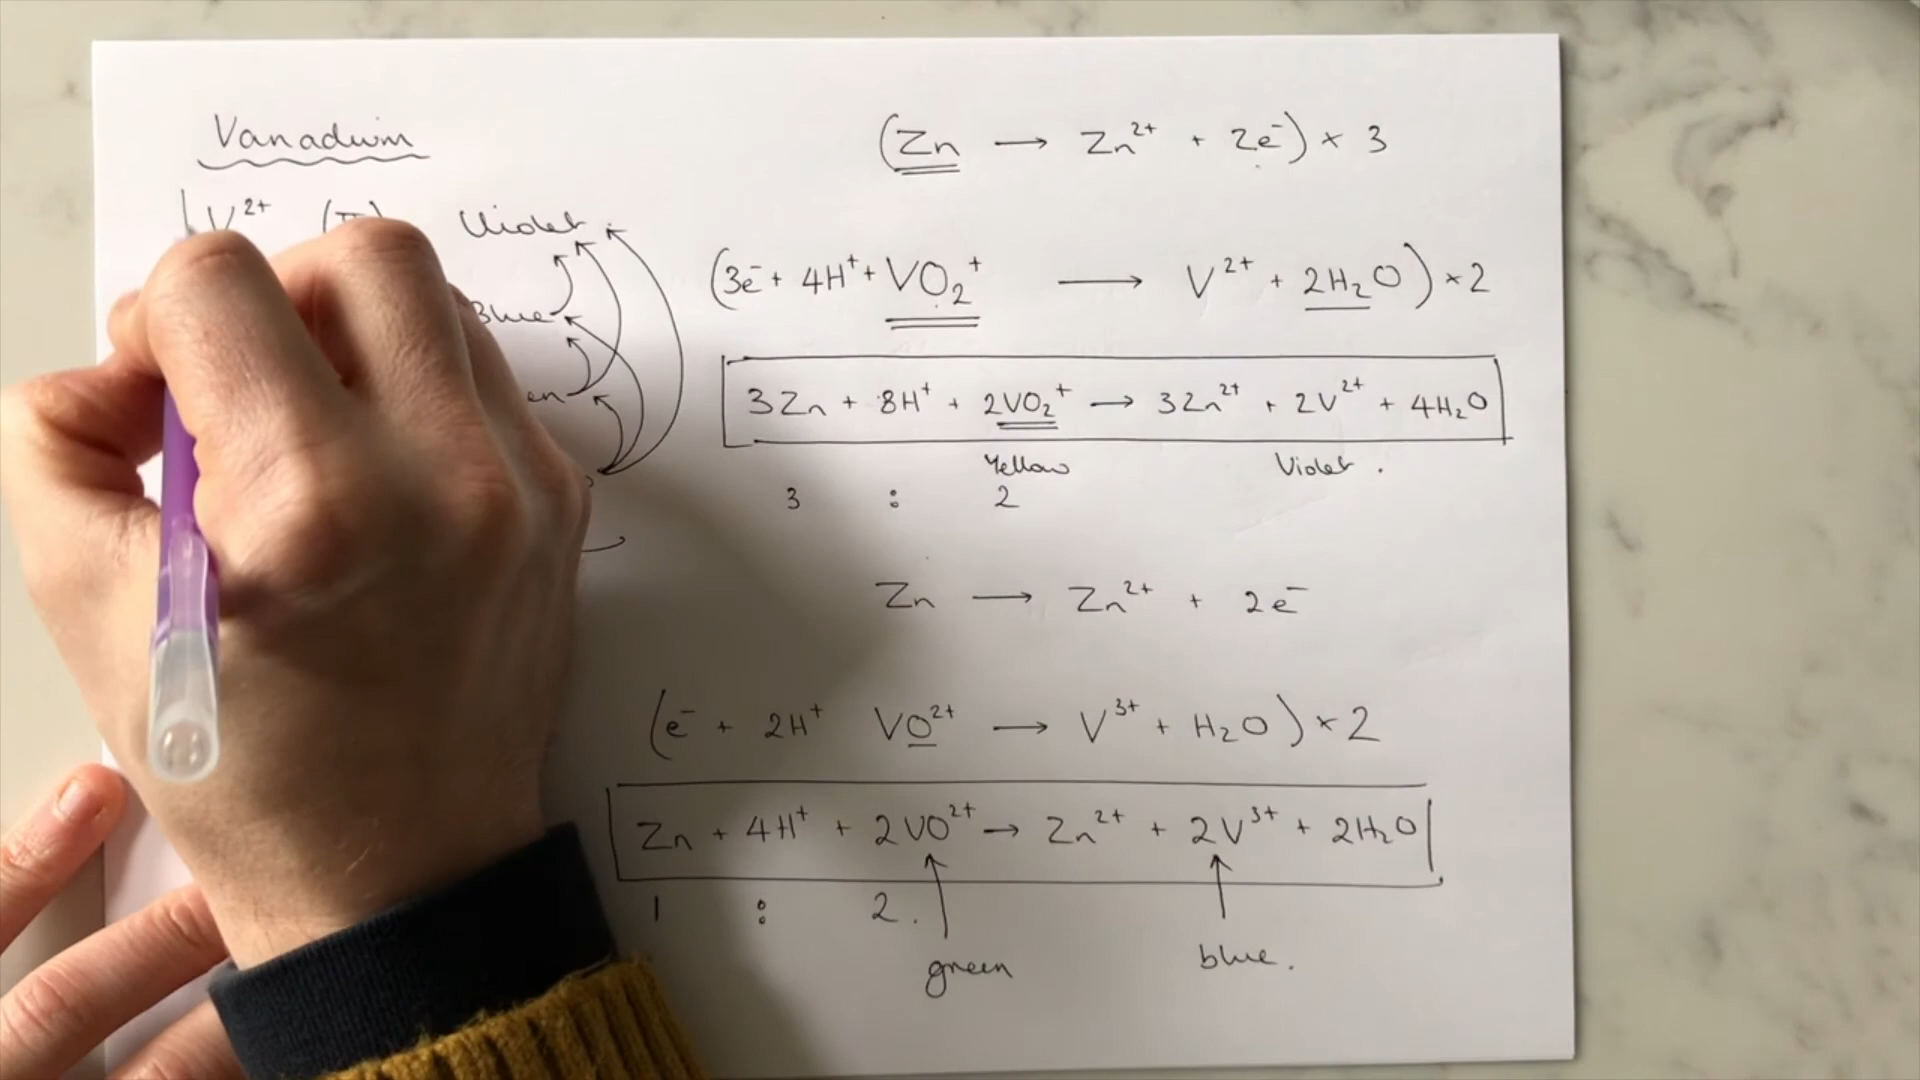 Vanadium
(Zn → Zn²⁺ + 2e⁻) × 3
V²⁺ (II) Violet
(3e⁻ + 4H⁺ + VO₂⁺ → V²⁺ + 2H₂O) × 2
Blue
3Zn + 8H⁺ + 2VO₂⁺ → 3Zn²⁺ + 2V²⁺ + 4H₂O
en
Yellow Violet .
3 : 2
Zn → Zn²⁺ + 2e⁻
(e⁻ + 2H⁺ VO²⁺ → V³⁺ + H₂O) × 2
Zn + 4H⁺ + 2VO²⁺ → Zn²⁺ + 2V³⁺ + 2H₂O
1 : 2 .
green blue .